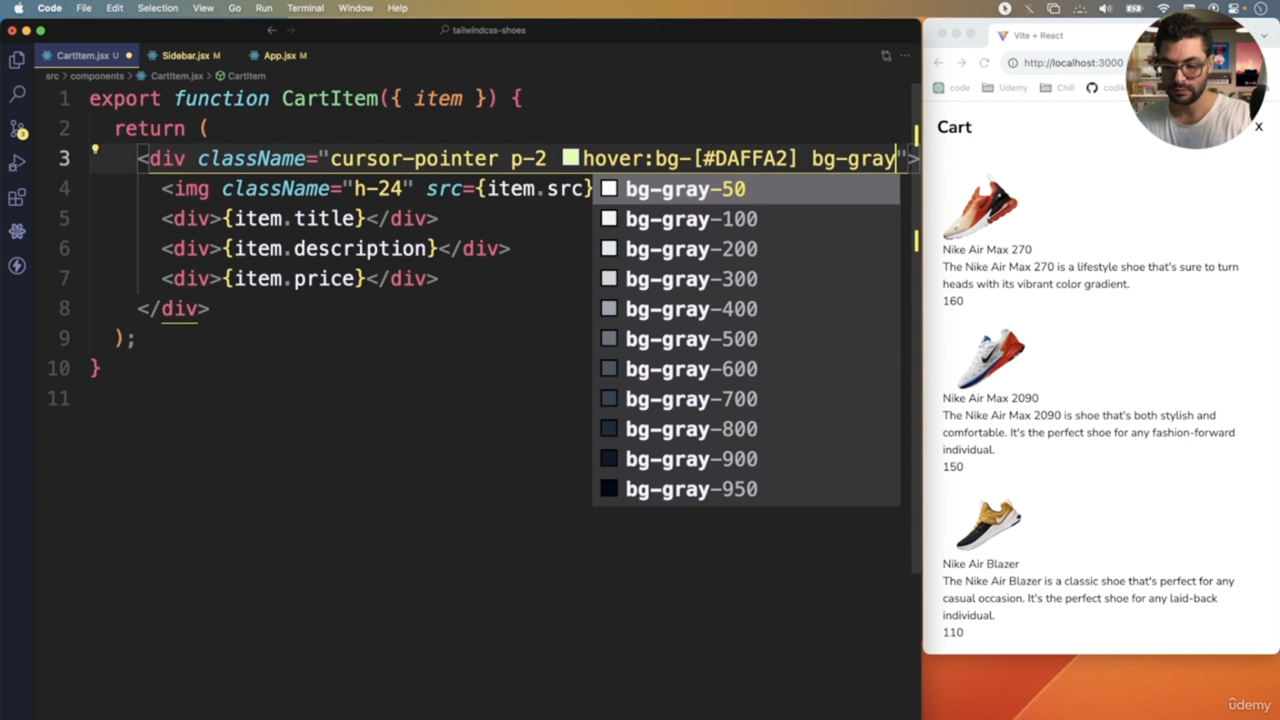 Code File Edit Selection View Go Run Terminal Window Help
tailwindcss-shoes
CartItem.jsx U
Sidebar.jsx M
App.jsx M
src > components > CartItem.jsx > CartItem
1 export function CartItem({ item }) {
2 return (
3 <div className="cursor-pointer p-2 hover:bg-[#DAFFA2] bg-gray">
4 <img className="h-24" src={item.src}
5 <div>{item.title}</div>
6 <div>{item.description}</div>
7 <div>{item.price}</div>
8 </div>
9 );
10 }
11
bg-gray-50
bg-gray-100
bg-gray-200
bg-gray-300
bg-gray-400
bg-gray-500
bg-gray-600
bg-gray-700
bg-gray-800
bg-gray-900
bg-gray-950
Vite + React
http://localhost:3000
code Udemy Chill
Cart
X
Nike Air Max 270
The Nike Air Max 270 is a lifestyle shoe that's sure to turn
heads with its vibrant color gradient.
160
Nike Air Max 2090
The Nike Air Max 2090 is shoe that's both stylish and
comfortable. It's the perfect shoe for any fashion-forward
individual.
150
Nike Air Blazer
The Nike Air Blazer is a classic shoe that's perfect for any
casual occasion. It's the perfect shoe for any laid-back
individual.
110
ûdemy